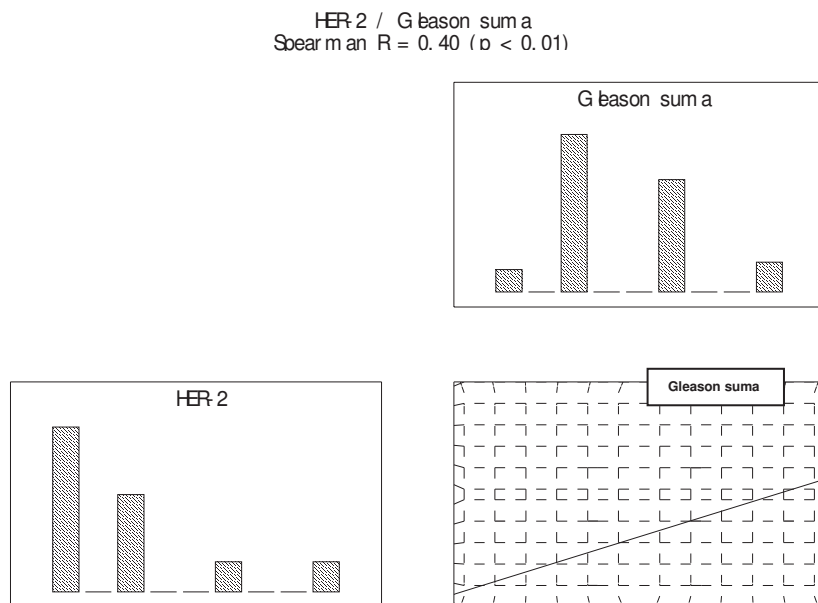 HER-2 / Gleason suma
Spearman R = 0.40 (p < 0.01)
Gleason suma
HER-2
Gleason suma